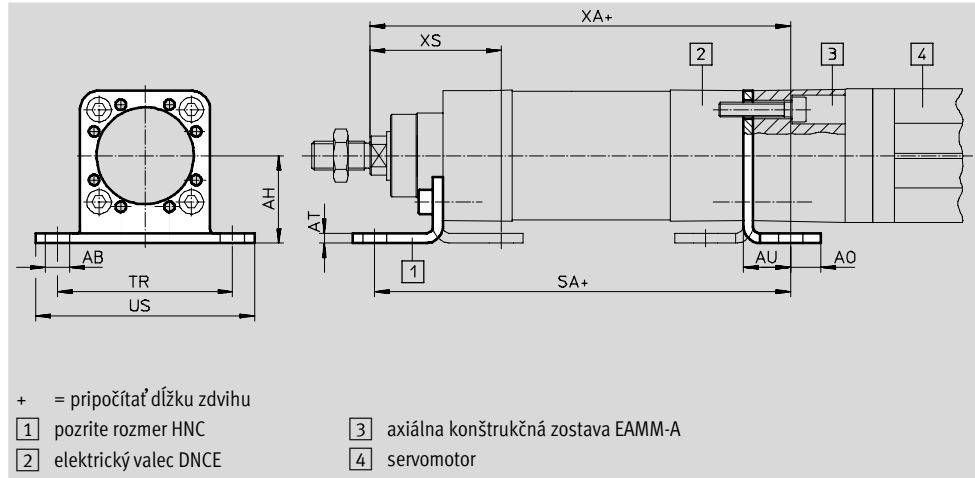 XA+
XS
2
3
4
AH
AT
AB
TR
US
1
AU
AO
SA+
+ = pripočítať dĺžku zdvihu
1 pozrite rozmer HNC
2 elektrický valec DNCE
3 axiálna konštrukčná zostava EAMM-A
4 servomotor